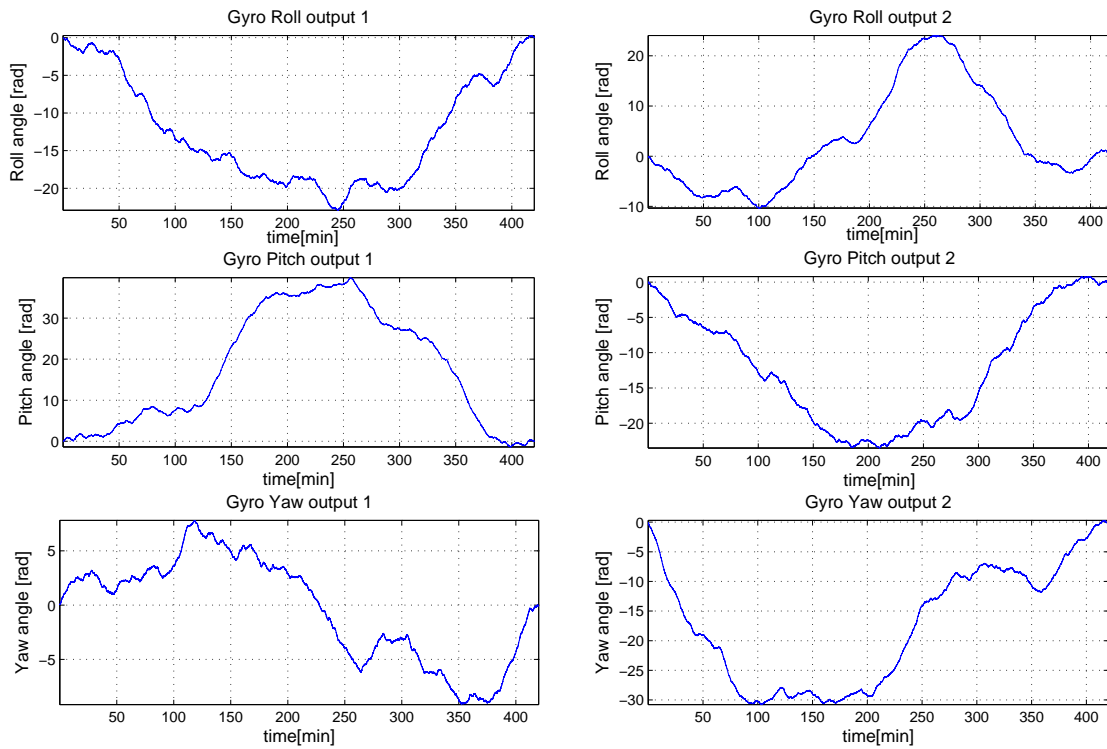 Gyro Roll output 1
Roll angle [rad]
0
−5
−10
−15
−20
50 100 150 200 250 300 350 400
time[min]
Gyro Roll output 2
Roll angle [rad]
20
10
0
−10
50 100 150 200 250 300 350 400
time[min]
Gyro Pitch output 1
Pitch angle [rad]
30
20
10
0
50 100 150 200 250 300 350 400
time[min]
Gyro Pitch output 2
Pitch angle [rad]
0
−5
−10
−15
−20
50 100 150 200 250 300 350 400
time[min]
Gyro Yaw output 1
Yaw angle [rad]
5
0
−5
50 100 150 200 250 300 350 400
time[min]
Gyro Yaw output 2
Yaw angle [rad]
0
−5
−10
−15
−20
−25
−30
50 100 150 200 250 300 350 400
time[min]